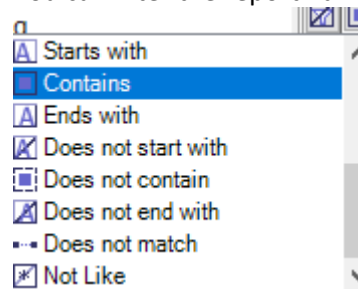 Starts with
Contains
Ends with
Does not start with
Does not contain
Does not end with
Does not match
Not Like